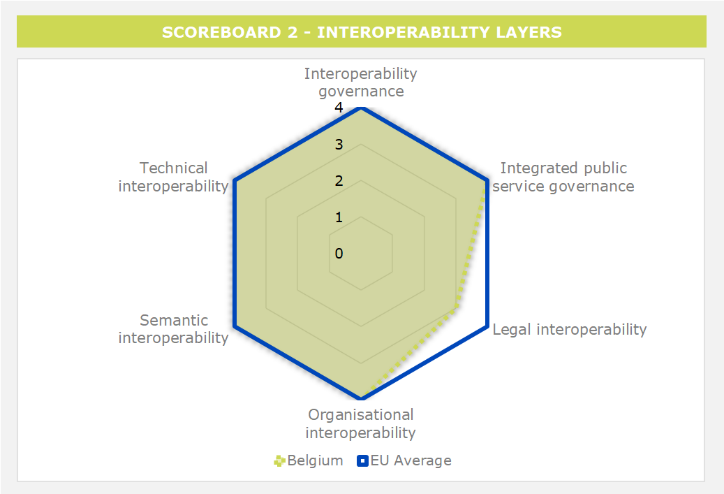 SCOREBOARD 2 - INTEROPERABILITY LAYERS
Interoperability
governance
4
3
2
1
0
Technical
interoperability
Integrated public
service governance
Semantic
interoperability
Legal interoperability
Organisational
interoperability
Belgium
EU Average